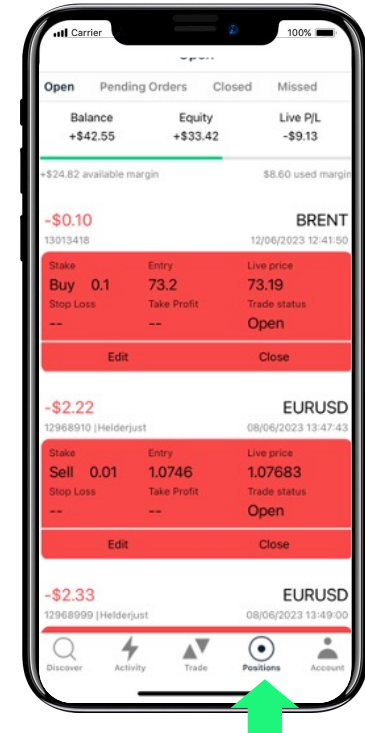 Carrier 100%
Open
Open Pending Orders Closed Missed
Balance Equity Live P/L
+$42.55 +$33.42 -$9.13
+$24.82 available margin $8.60 used margin
-$0.10 BRENT
13013418 12/06/2023 12:41:50
Stake Entry Live price
Buy 0.1 73.2 73.19
Stop Loss Take Profit Trade status
-- -- Open
Edit Close
-$2.22 EURUSD
12968910 |Helderjust 08/06/2023 13:47:43
Stake Entry Live price
Sell 0.01 1.0746 1.07683
Stop Loss Take Profit Trade status
-- -- Open
Edit Close
-$2.33 EURUSD
12968999 |Helderjust 08/06/2023 13:49:00
Discover Activity Trade Positions Account